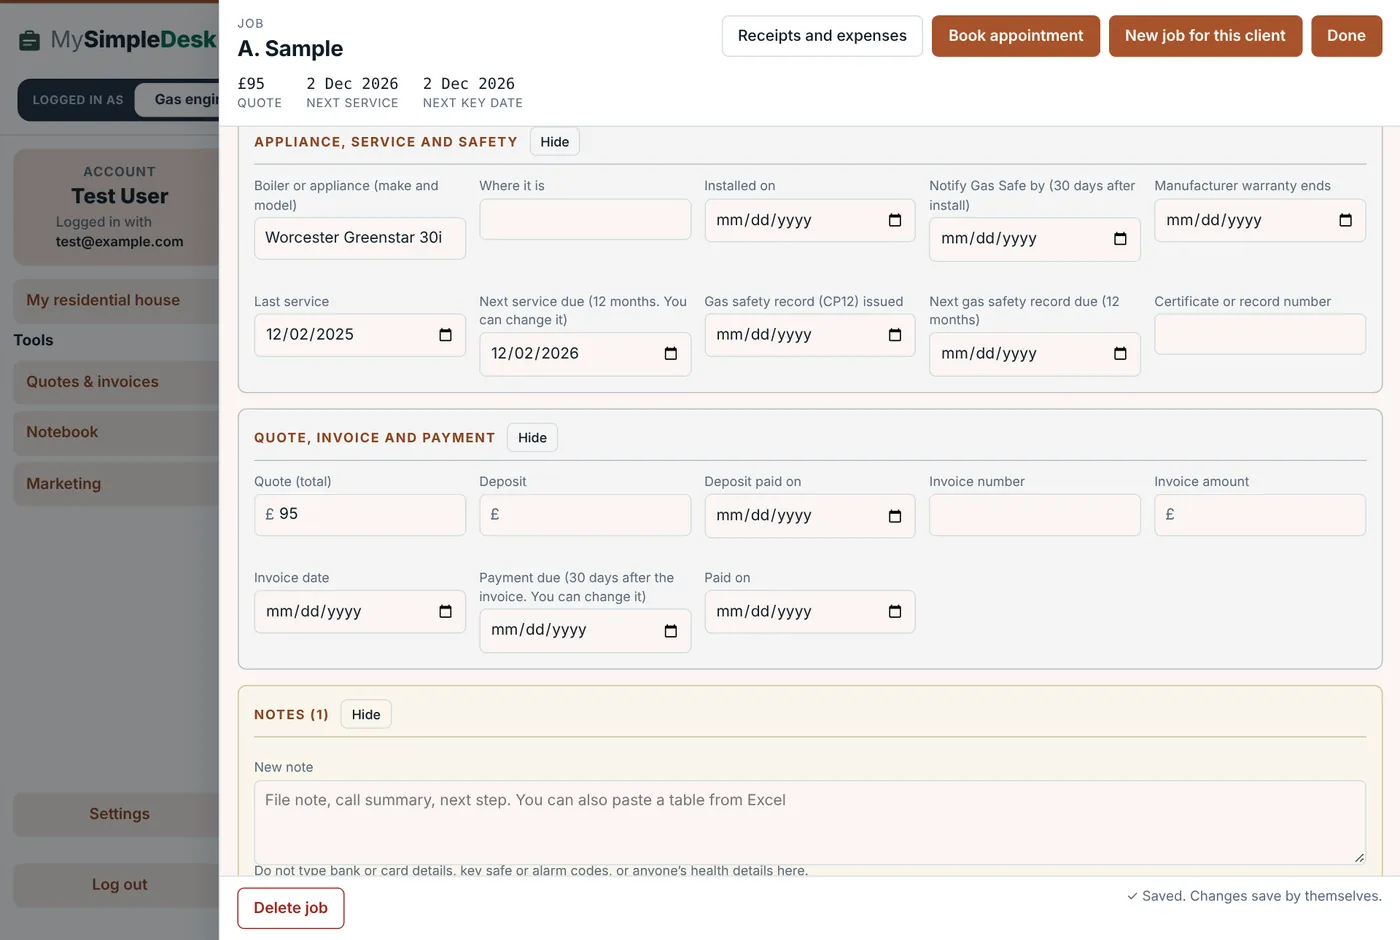 MySimpleDesk
LOGGED IN AS
Gas engin
ACCOUNT
Test User
Logged in with
test@example.com
My residential house
Tools
Quotes & invoices
Notebook
Marketing
Settings
Log out
JOB
A. Sample
£95
QUOTE
2 Dec 2026
NEXT SERVICE
2 Dec 2026
NEXT KEY DATE
Receipts and expenses
Book appointment
New job for this client
Done
APPLIANCE, SERVICE AND SAFETY
Hide
Boiler or appliance (make and
model)
Worcester Greenstar 30i
Where it is
Installed on
mm/dd/yyyy
Notify Gas Safe by (30 days after
install)
mm/dd/yyyy
Manufacturer warranty ends
mm/dd/yyyy
Last service
12/02/2025
Next service due (12 months. You
can change it)
12/02/2026
Gas safety record (CP12) issued
mm/dd/yyyy
Next gas safety record due (12
months)
mm/dd/yyyy
Certificate or record number
QUOTE, INVOICE AND PAYMENT
Hide
Quote (total)
£ 95
Deposit
£
Deposit paid on
mm/dd/yyyy
Invoice number
Invoice amount
£
Invoice date
mm/dd/yyyy
Payment due (30 days after the
invoice. You can change it)
mm/dd/yyyy
Paid on
mm/dd/yyyy
NOTES (1)
Hide
New note
File note, call summary, next step. You can also paste a table from Excel
Do not type bank or card details, key safe or alarm codes, or anyone's health details here.
Delete job
✓ Saved. Changes save by themselves.